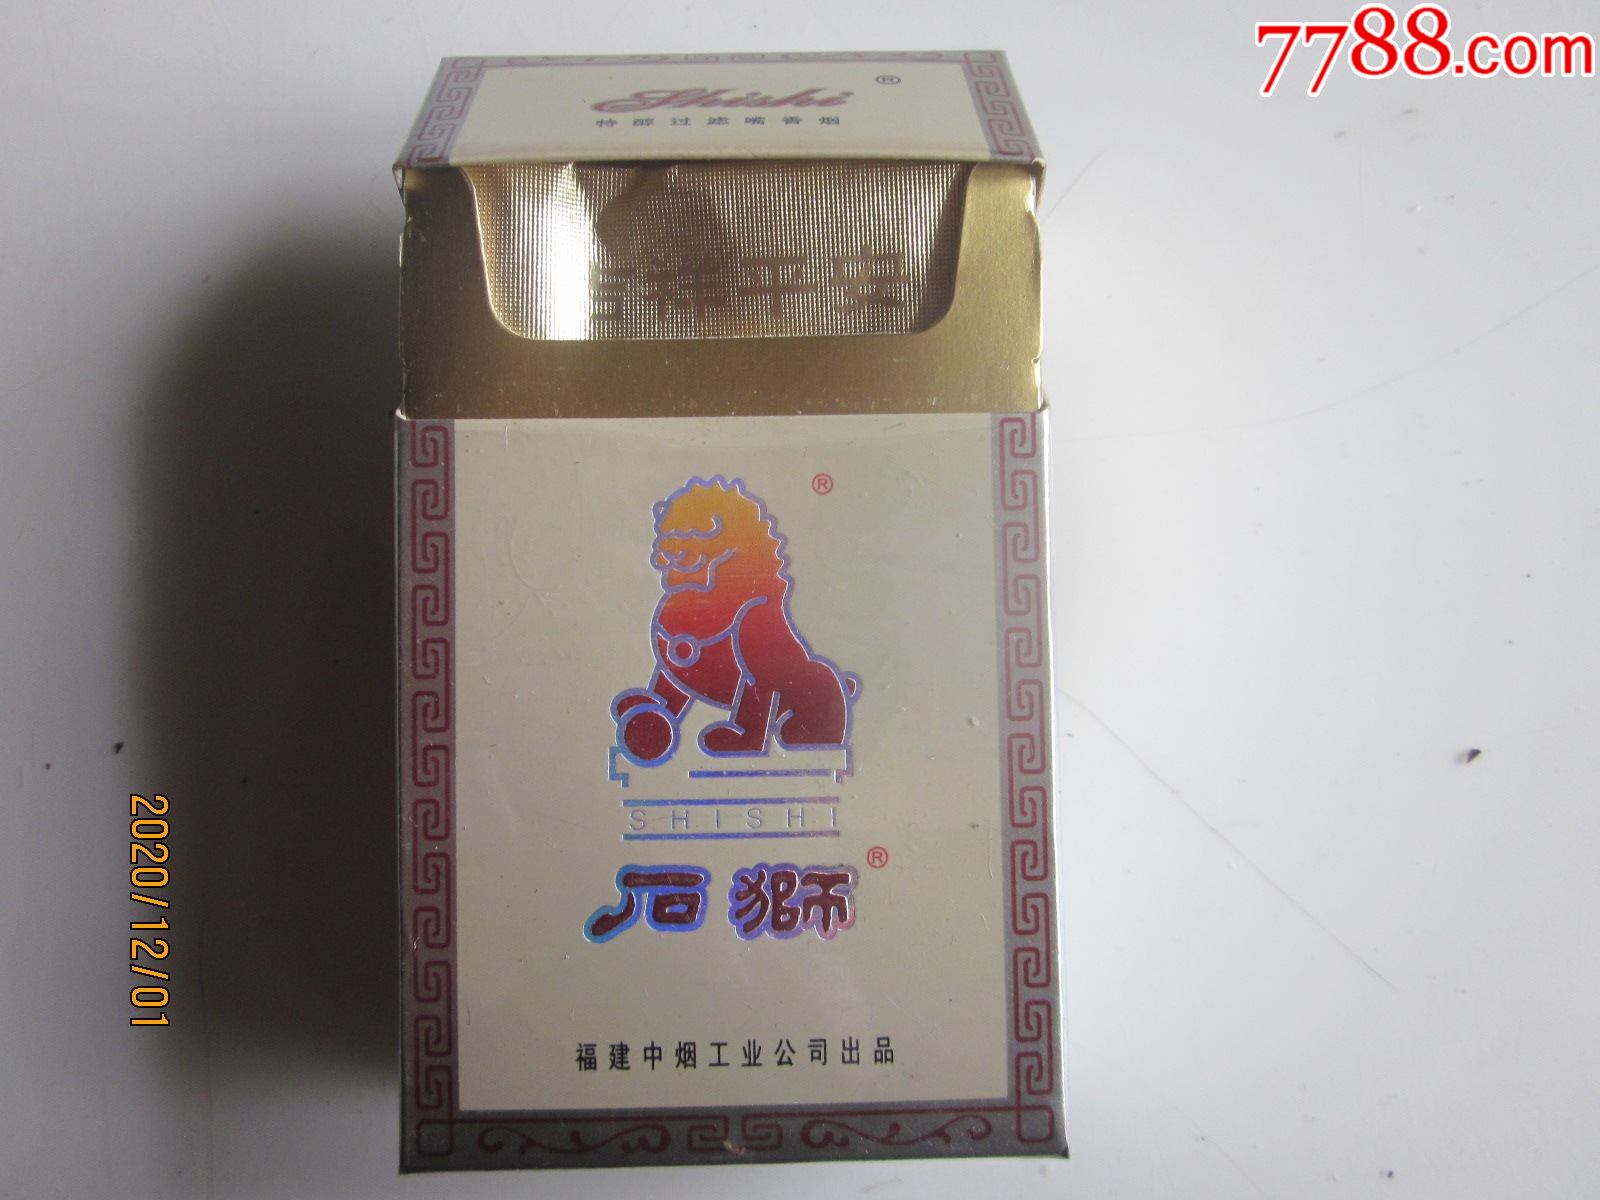 7788.com
Shishi ®
特醇过滤嘴香烟
吉祥平安
®
SHISHI
石獅 ®
福建中烟工业公司出品
2020/12/01